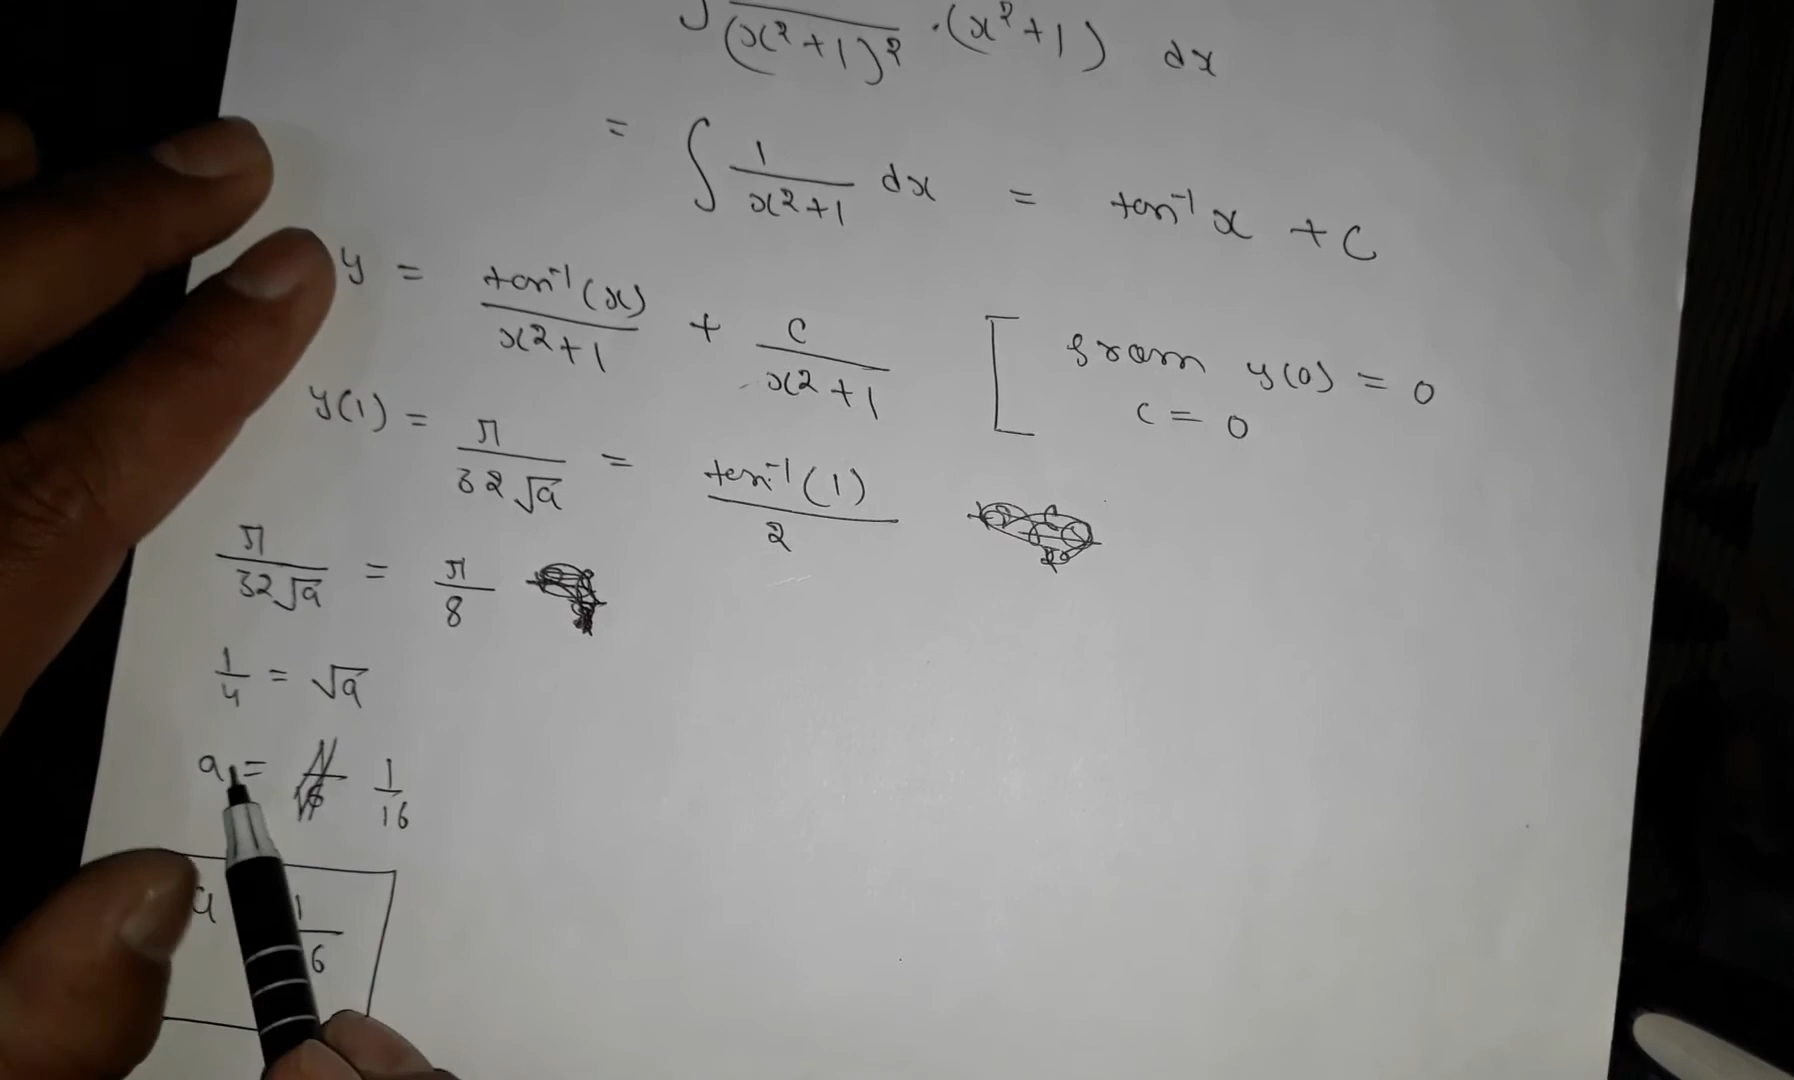 ∫ 1/(x²+1)² . (x²+1) dx
= ∫ 1/(x²+1) dx = tan⁻¹ x + C
y = tan⁻¹(x)/(x²+1) + C/(x²+1) [ from y(0) = 0
C = 0
y(1) = π/(32√a) = tan⁻¹(1)/2
π/(32√a) = π/8
1/4 = √a
a = 1/16
a 1/6